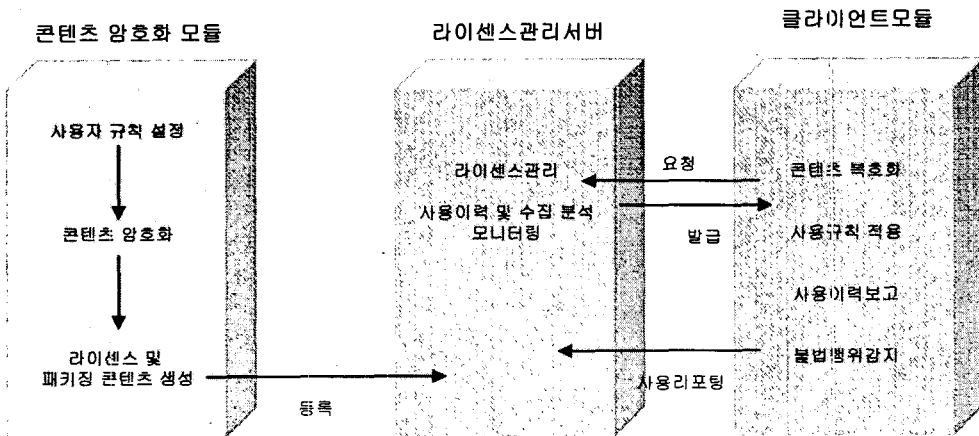 콘텐츠 암호화 모듈
라이센스관리서버
클라이언트모듈
사용자 규칙 설정
콘텐츠 암호화
라이센스 및
패키징 콘텐츠 생성
등록
라이센스관리
사용이력 및 수집 분석
모니터링
요청
발급
사용리포팅
콘텐츠 복호화
사용규칙 적용
사용이력보고
불법행위감지